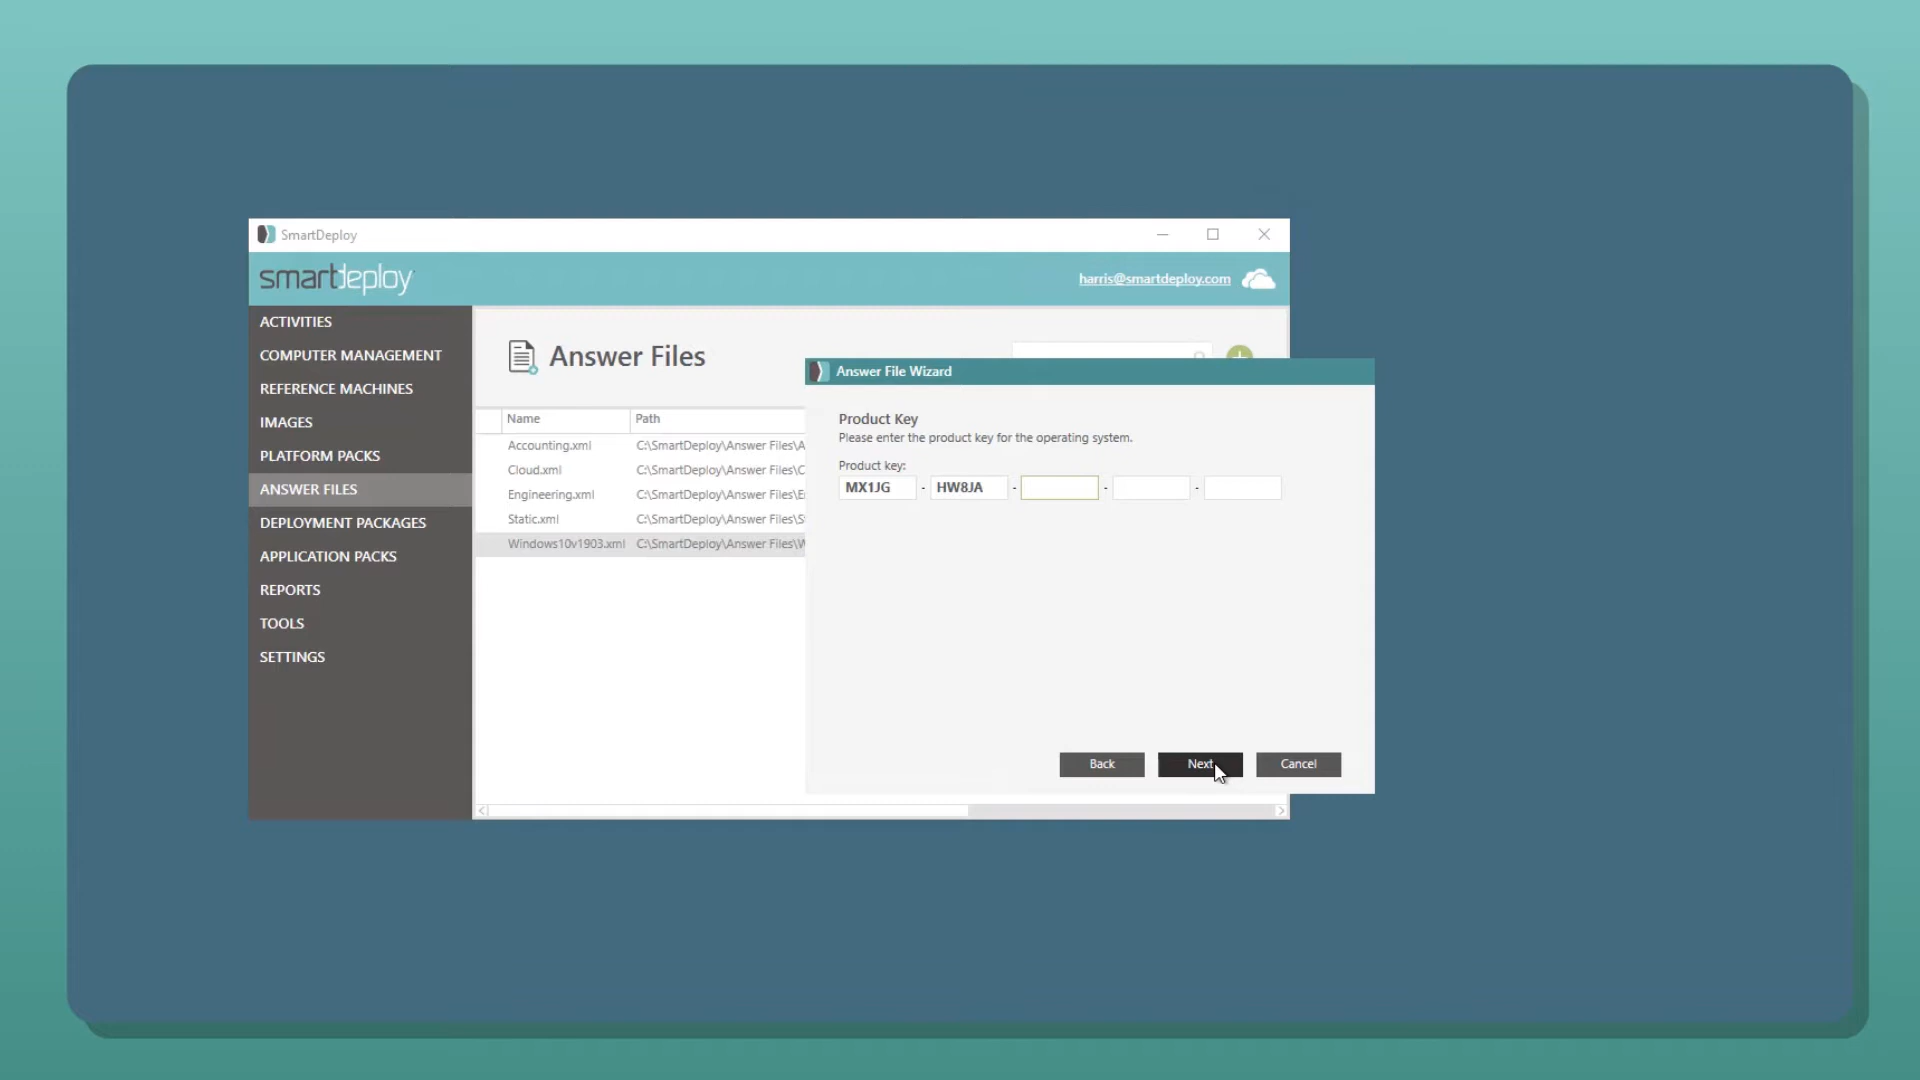 SmartDeploy
smartdeploy
harris@smartdeploy.com
ACTIVITIES
COMPUTER MANAGEMENT
REFERENCE MACHINES
IMAGES
PLATFORM PACKS
ANSWER FILES
DEPLOYMENT PACKAGES
APPLICATION PACKS
REPORTS
TOOLS
SETTINGS
Answer Files
Name Path
Accounting.xml C:\SmartDeploy\Answer Files\A
Cloud.xml C:\SmartDeploy\Answer Files\C
Engineering.xml C:\SmartDeploy\Answer Files\E
Static.xml C:\SmartDeploy\Answer Files\S
Windows10v1903.xml C:\SmartDeploy\Answer Files\W
Answer File Wizard
Product Key
Please enter the product key for the operating system.
Product key:
MX1JG - HW8JA - - -
Back Next Cancel